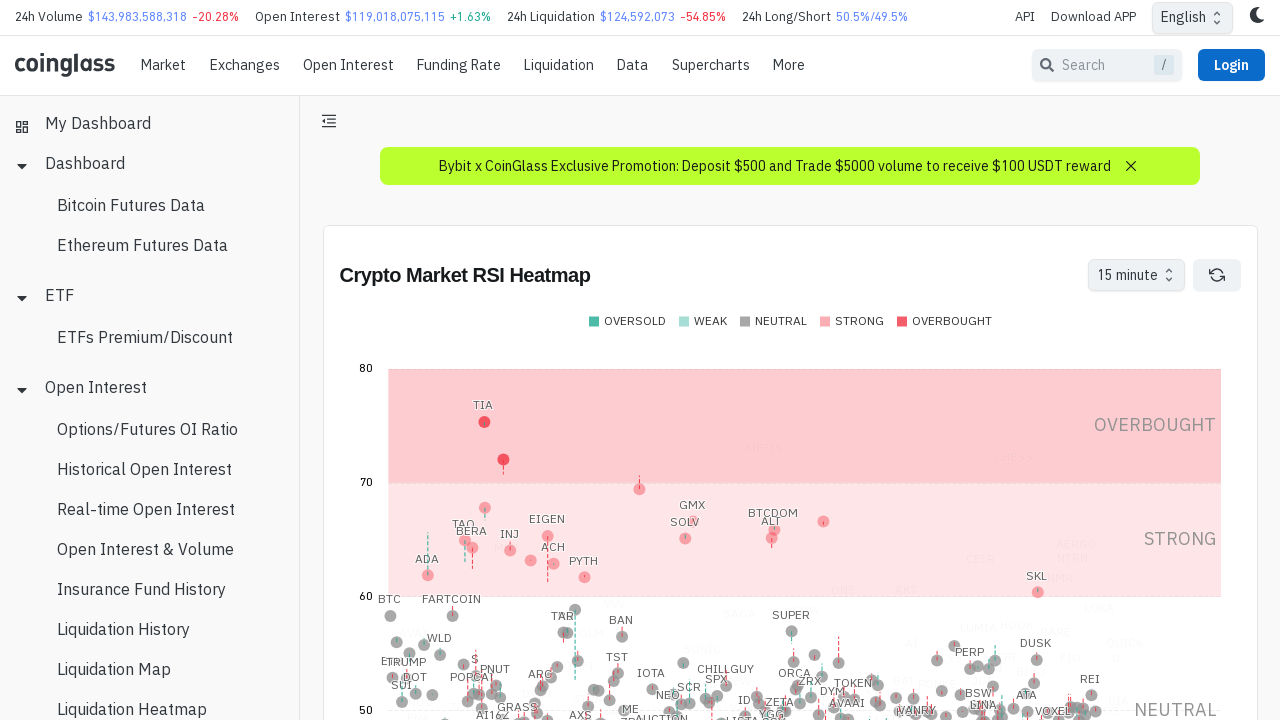 24h Volume $143,983,588,318 -20.28% Open Interest $119,018,075,115 +1.63% 24h Liquidation $124,592,073 -54.85% 24h Long/Short 50.5%/49.5% API Download APP English
coinglass Market Exchanges Open Interest Funding Rate Liquidation Data Supercharts More Search / Login
My Dashboard
Dashboard
Bitcoin Futures Data
Ethereum Futures Data
ETF
ETFs Premium/Discount
Open Interest
Options/Futures OI Ratio
Historical Open Interest
Real-time Open Interest
Open Interest & Volume
Insurance Fund History
Liquidation History
Liquidation Map
Liquidation Heatmap
Bybit x CoinGlass Exclusive Promotion: Deposit $500 and Trade $5000 volume to receive $100 USDT reward
Crypto Market RSI Heatmap 15 minute
OVERSOLD WEAK NEUTRAL STRONG OVERBOUGHT
80
TIA
OVERBOUGHT
70
GMX
BTCDOM
EIGEN SOLV ALT
TAO
BERA INJ
STRONG
ACH
ADA PYTH
SKL
60
BTC FARTCOIN
TAR BAN SUPER
WLD DUSK
PERP
TRUMP S TST
PNUT CHILLGUY
DOT POPCAT ARC IOTA ORCA REI
SUI SCR SPX ZRX TOKEN
NEO DYM BSW ATA
ID ZETA AVAAI LINA
GRASS ME VANRY VOXEL
50 AI16Z AXS AUCTION YGG NEUTRAL